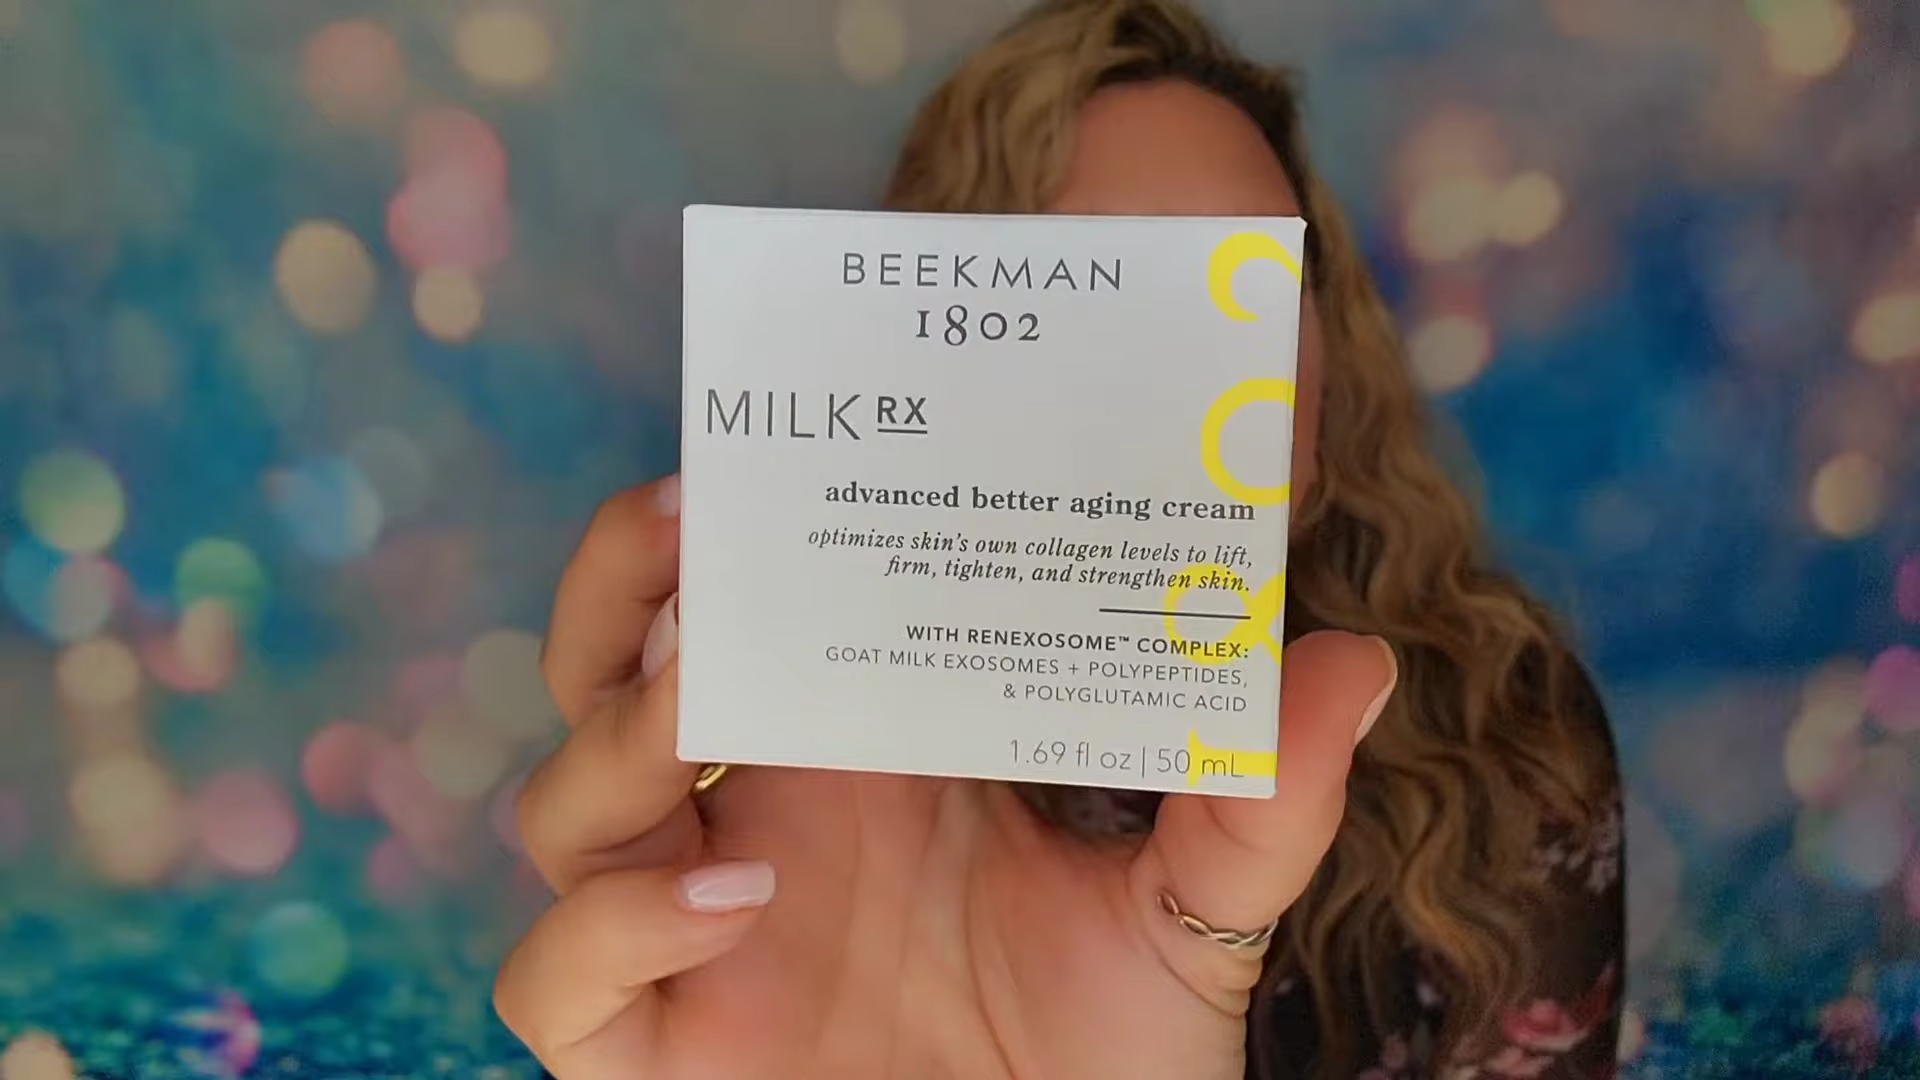 BEEKMAN
1802
MILK RX
advanced better aging cream
optimizes skin's own collagen levels to lift,
firm, tighten, and strengthen skin.
WITH RENEXOSOME™ COMPLEX:
GOAT MILK EXOSOMES + POLYPEPTIDES,
& POLYGLUTAMIC ACID
1.69 fl oz | 50 mL
1802